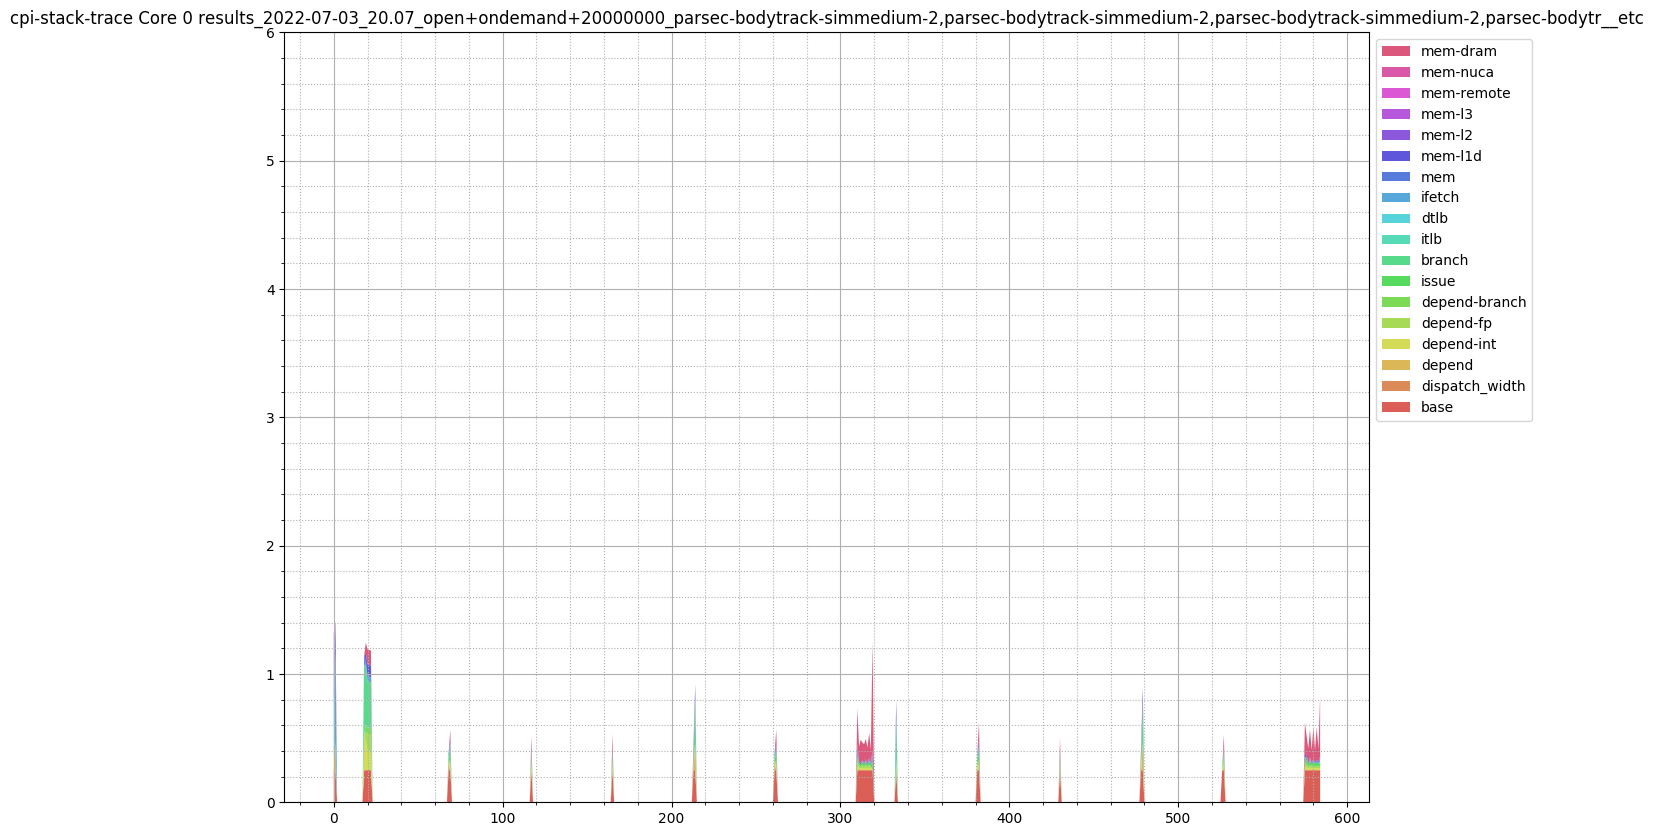 cpi-stack-trace Core 0 results_2022-07-03_20.07_open+ondemand+20000000_parsec-bodytrack-simmedium-2,parsec-bodytrack-simmedium-2,parsec-bodytrack-simmedium-2,parsec-bodytr__etc
6
5
4
3
2
1
0
0 100 200 300 400 500 600
mem-dram
mem-nuca
mem-remote
mem-l3
mem-l2
mem-l1d
mem
ifetch
dtlb
itlb
branch
issue
depend-branch
depend-fp
depend-int
depend
dispatch_width
base